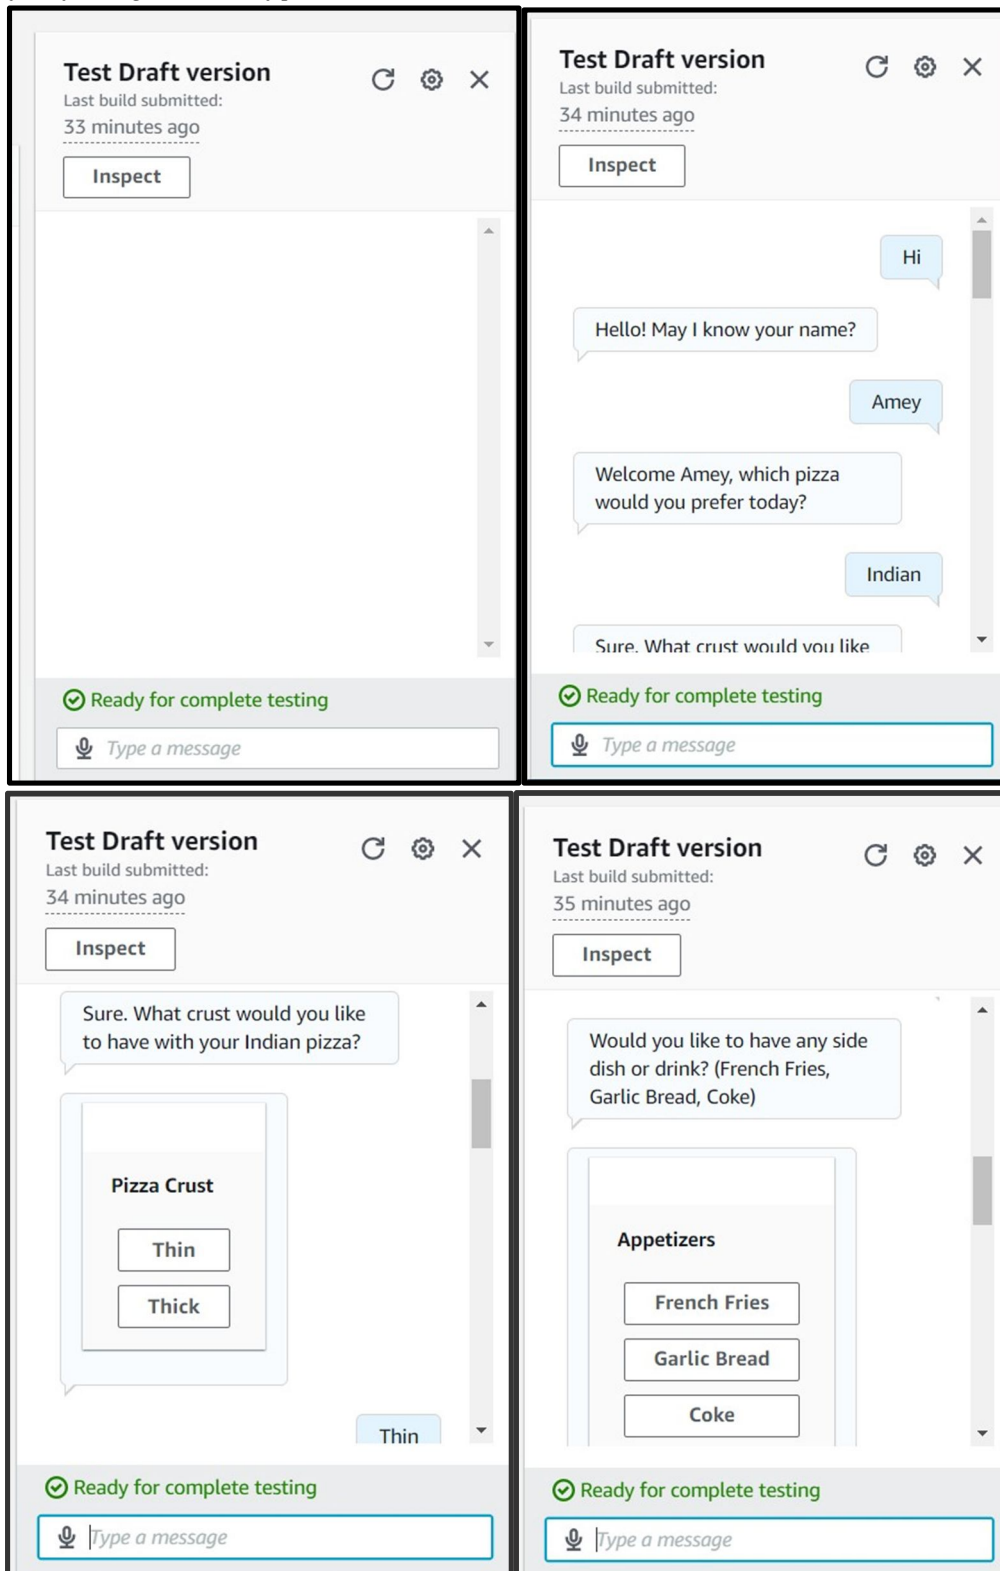 Test Draft version
Last build submitted:
33 minutes ago
Inspect
Ready for complete testing
Type a message
Test Draft version
Last build submitted:
34 minutes ago
Inspect
Hi
Hello! May I know your name?
Amey
Welcome Amey, which pizza
would you prefer today?
Indian
Sure. What crust would you like
Ready for complete testing
Type a message
Test Draft version
Last build submitted:
34 minutes ago
Inspect
Sure. What crust would you like
to have with your Indian pizza?
Pizza Crust
Thin
Thick
Thin
Ready for complete testing
Type a message
Test Draft version
Last build submitted:
35 minutes ago
Inspect
Would you like to have any side
dish or drink? (French Fries,
Garlic Bread, Coke)
Appetizers
French Fries
Garlic Bread
Coke
Ready for complete testing
Type a message